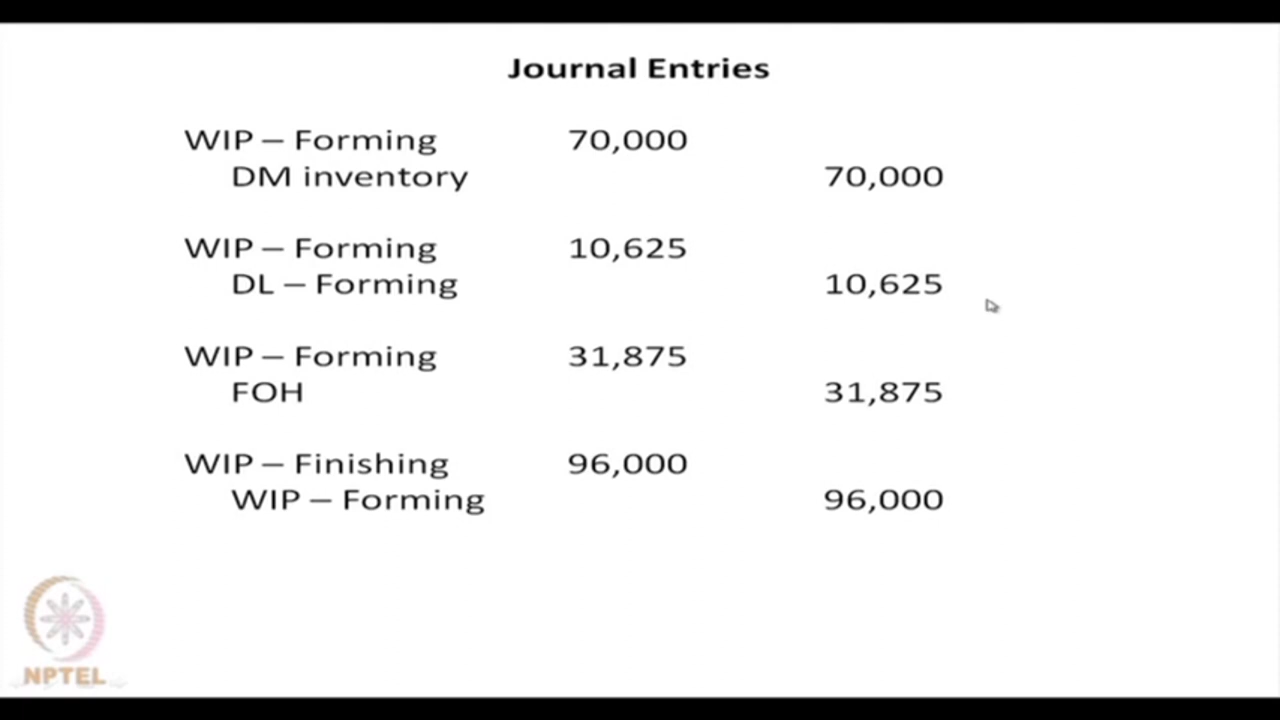 Journal Entries
WIP – Forming 70,000
DM inventory 70,000
WIP – Forming 10,625
DL – Forming 10,625
WIP – Forming 31,875
FOH 31,875
WIP – Finishing 96,000
WIP – Forming 96,000
NPTEL